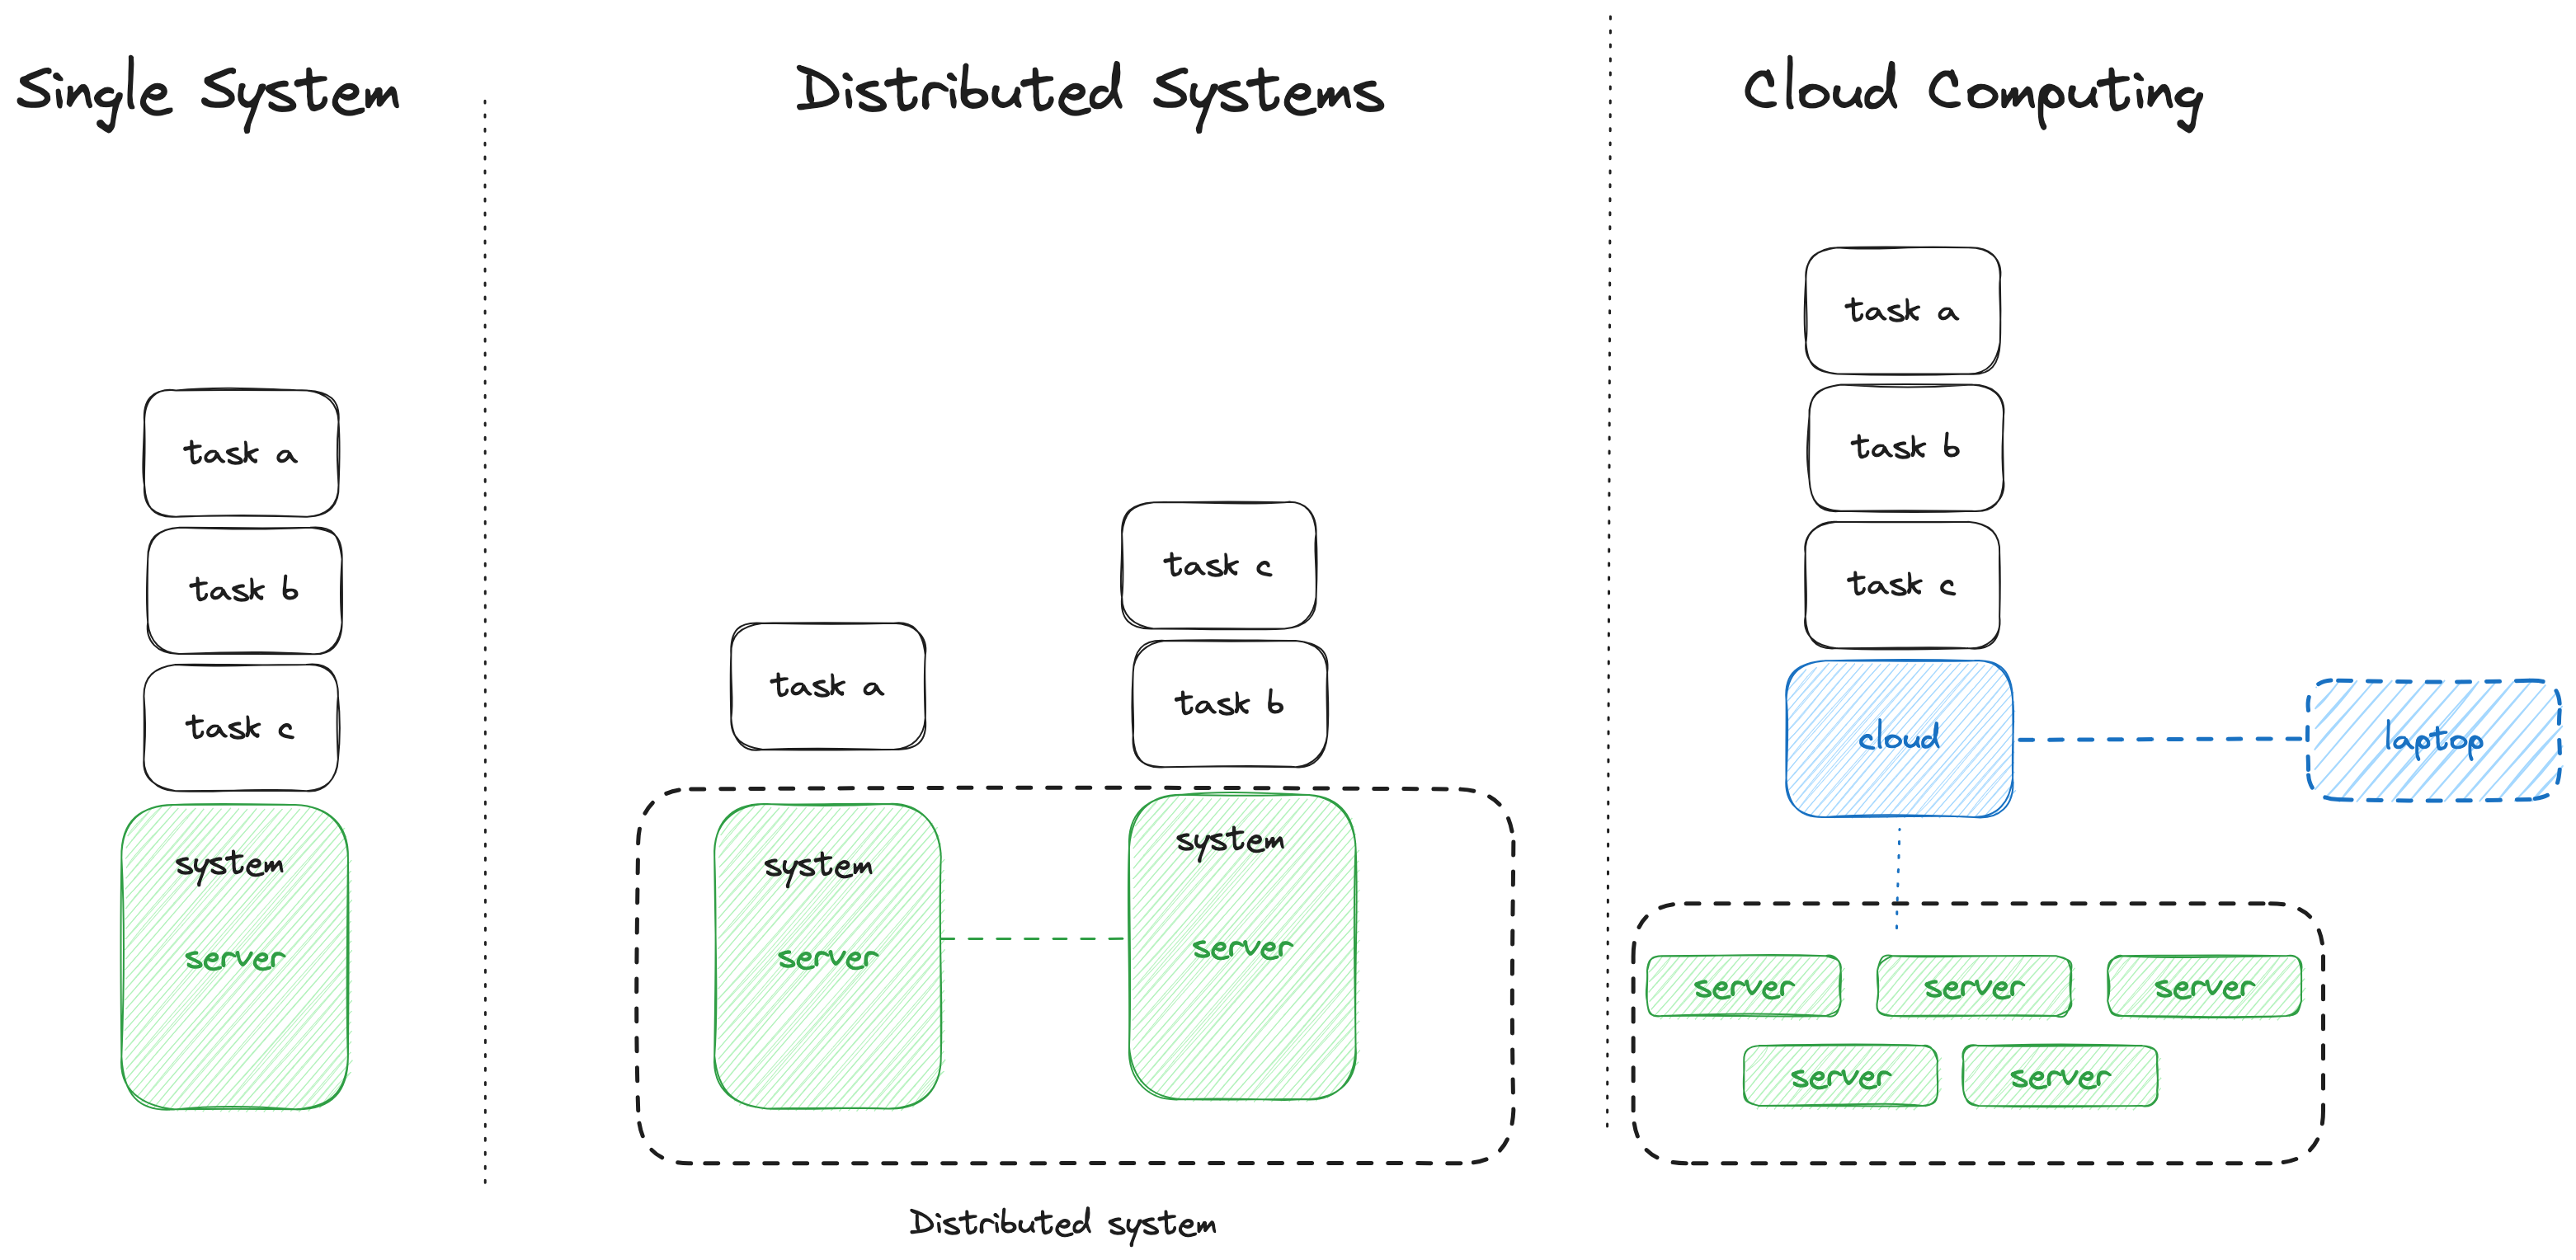 Single System
task a
task b
task c
system
server
Distributed Systems
task a
task c
task b
system
server
system
server
Distributed system
Cloud Computing
task a
task b
task c
cloud
laptop
server
server
server
server
server